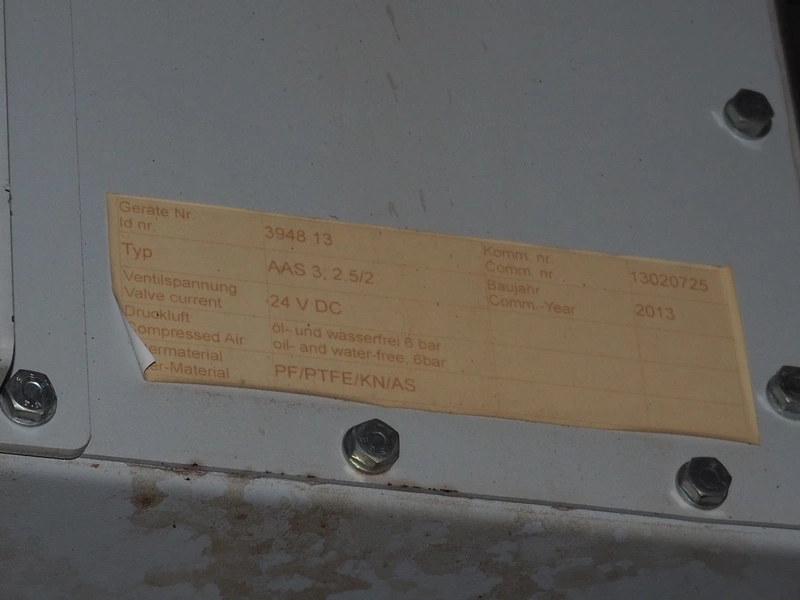 Geräte Nr.
Id nr.
3948 13
Komm. nr
Comm. nr.
13020725
Typ
AAS 3, 2.5/2
Baujahr
Comm.-Year
2013
Ventilspannung
Valve current
24 V DC
Druckluft
Compressed Air
öl- und wasserfrei 6 bar
oil- and water-free, 6bar
PF/PTFE/KN/AS